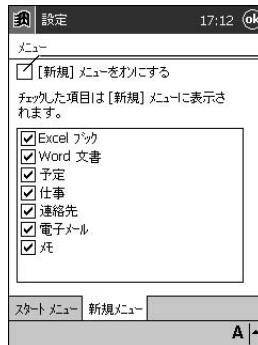 設定 17:12 ok
メニュー
[新規] メニューをオンにする
チェックした項目は [新規] メニューに表示さ
れます。
Excel ブック
Word 文書
予定
仕事
連絡先
電子メール
メモ
スタート メニュー 新規メニュー
A